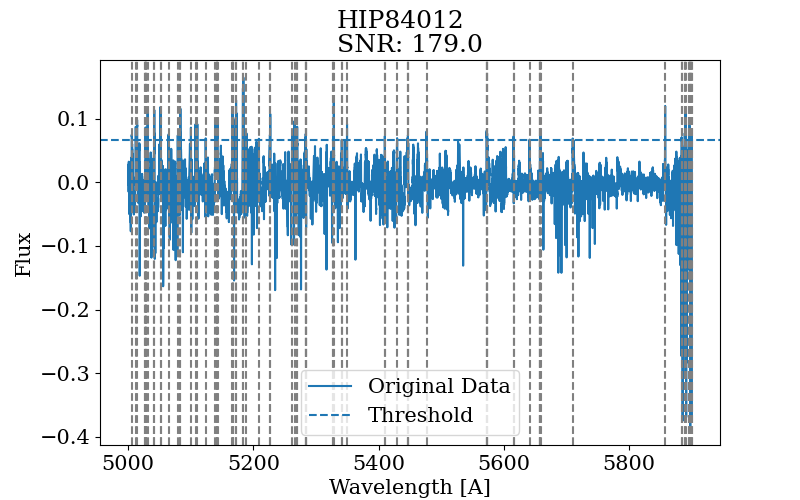 HIP84012
SNR: 179.0
Flux
0.1
0.0
−0.1
−0.2
−0.3
−0.4
Original Data
Threshold
5000 5200 5400 5600 5800
Wavelength [A]